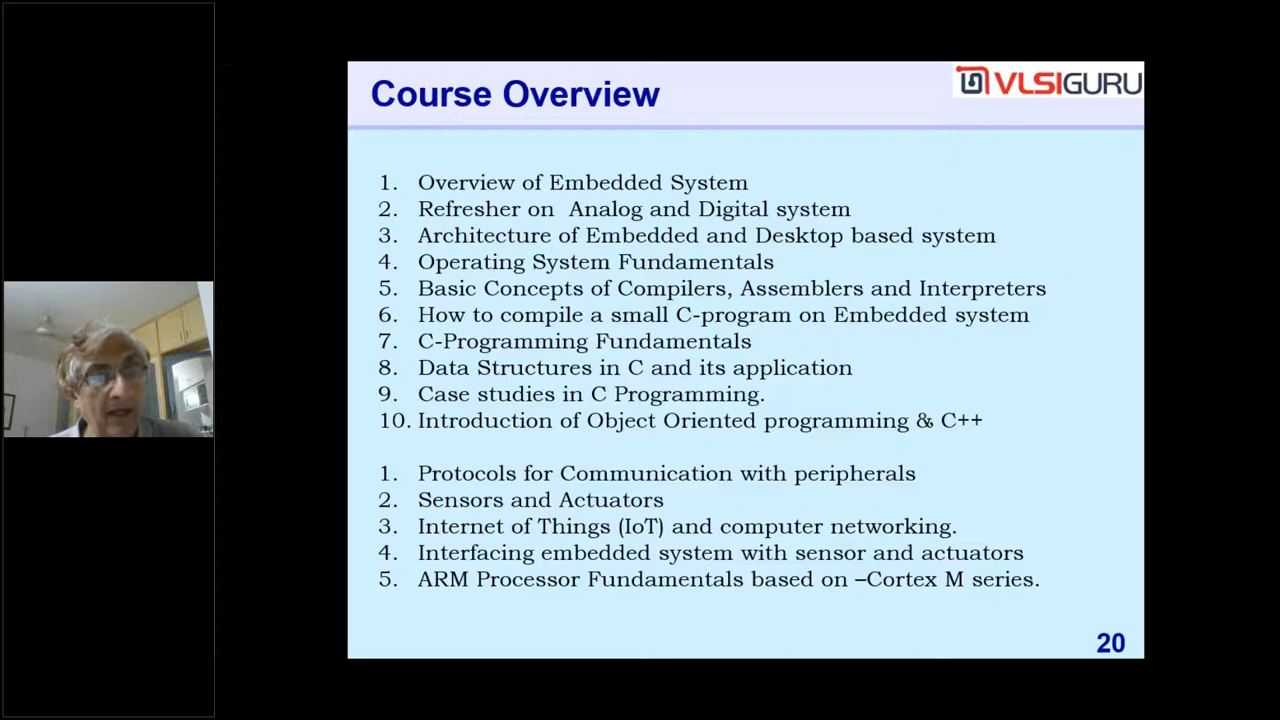 Course Overview
VLSIGURU
1. Overview of Embedded System
2. Refresher on Analog and Digital system
3. Architecture of Embedded and Desktop based system
4. Operating System Fundamentals
5. Basic Concepts of Compilers, Assemblers and Interpreters
6. How to compile a small C-program on Embedded system
7. C-Programming Fundamentals
8. Data Structures in C and its application
9. Case studies in C Programming.
10. Introduction of Object Oriented programming & C++
1. Protocols for Communication with peripherals
2. Sensors and Actuators
3. Internet of Things (IoT) and computer networking.
4. Interfacing embedded system with sensor and actuators
5. ARM Processor Fundamentals based on –Cortex M series.
20